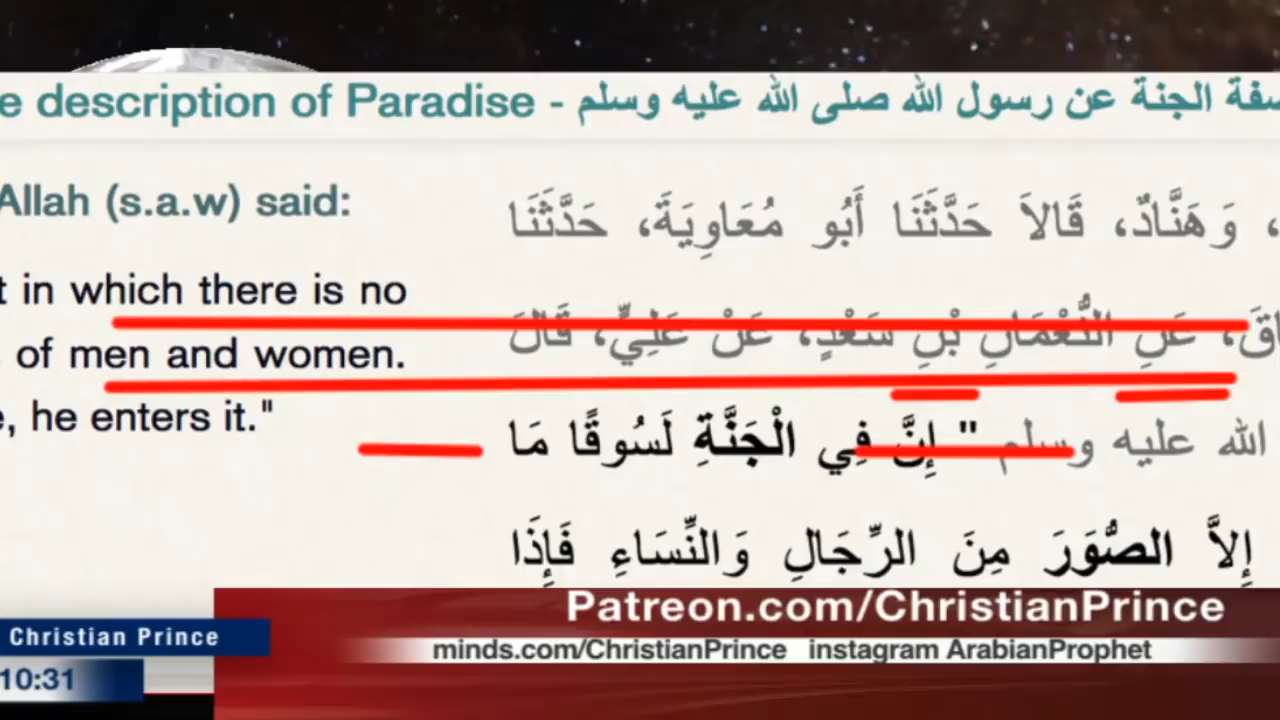 e description of Paradise - صفة الجنة عن رسول الله صلى الله عليه وسلم
Allah (s.a.w) said:
t in which there is no
of men and women.
e, he enters it."
، وَهَنَّادٌ، قَالاَ حَدَّثَنَا أَبُو مُعَاوِيَةَ، حَدَّثَنَا
اقَ، عَنِ النُّعْمَانِ بْنِ سَعْدٍ، عَنْ عَلِيٍّ، قَالَ
الله عليه وسلم " إِنَّ فِي الْجَنَّةِ لَسُوقًا مَا
إِلاَّ الصُّوَرَ مِنَ الرِّجَالِ وَالنِّسَاءِ فَإِذَا
Patreon.com/ChristianPrince
Christian Prince
minds.com/ChristianPrince instagram ArabianProphet
10:31